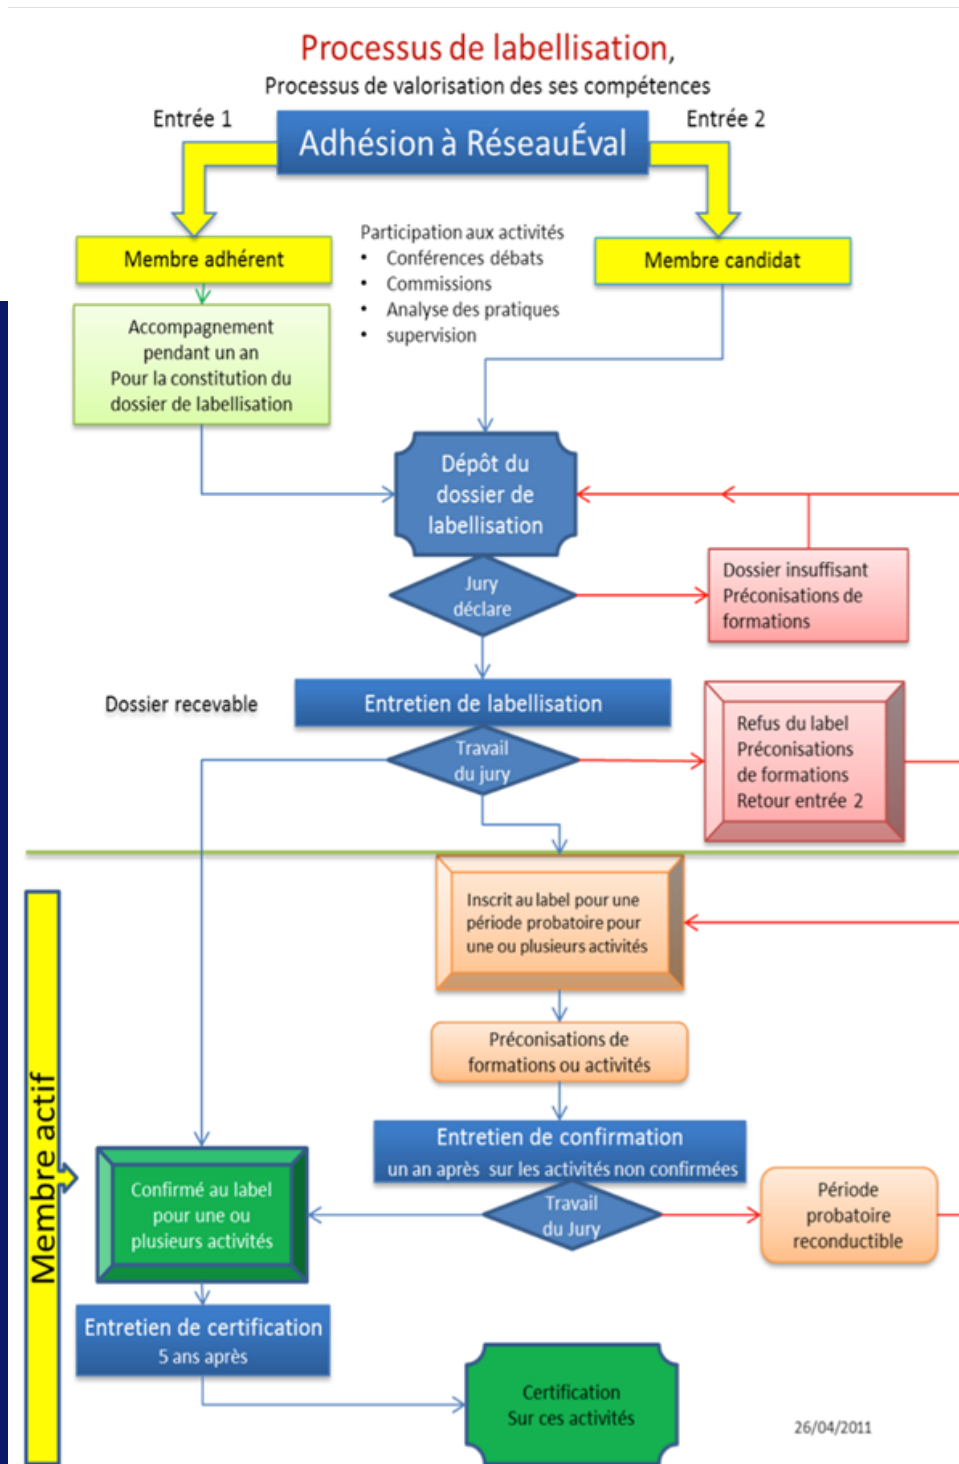 Processus de labellisation,
Processus de valorisation des ses compétences
Entrée 1
Adhésion à RéseauÉval
Entrée 2
Membre adhérent
Participation aux activités
• Conférences débats
• Commissions
• Analyse des pratiques
• supervision
Membre candidat
Accompagnement
pendant un an
Pour la constitution du
dossier de labellisation
Dépôt du
dossier de
labellisation
Jury
déclare
Dossier insuffisant
Préconisations de
formations
Dossier recevable
Entretien de labellisation
Travail
du jury
Refus du label
Préconisations
de formations
Retour entrée 2
Inscrit au label pour une
période probatoire pour
une ou plusieurs activités
Préconisations de
formations ou activités
Membre actif
Entretien de confirmation
un an après sur les activités non confirmées
Confirmé au label
pour une ou
plusieurs activités
Travail
du Jury
Période
probatoire
reconductible
Entretien de certification
5 ans après
Certification
Sur ces activités
26/04/2011